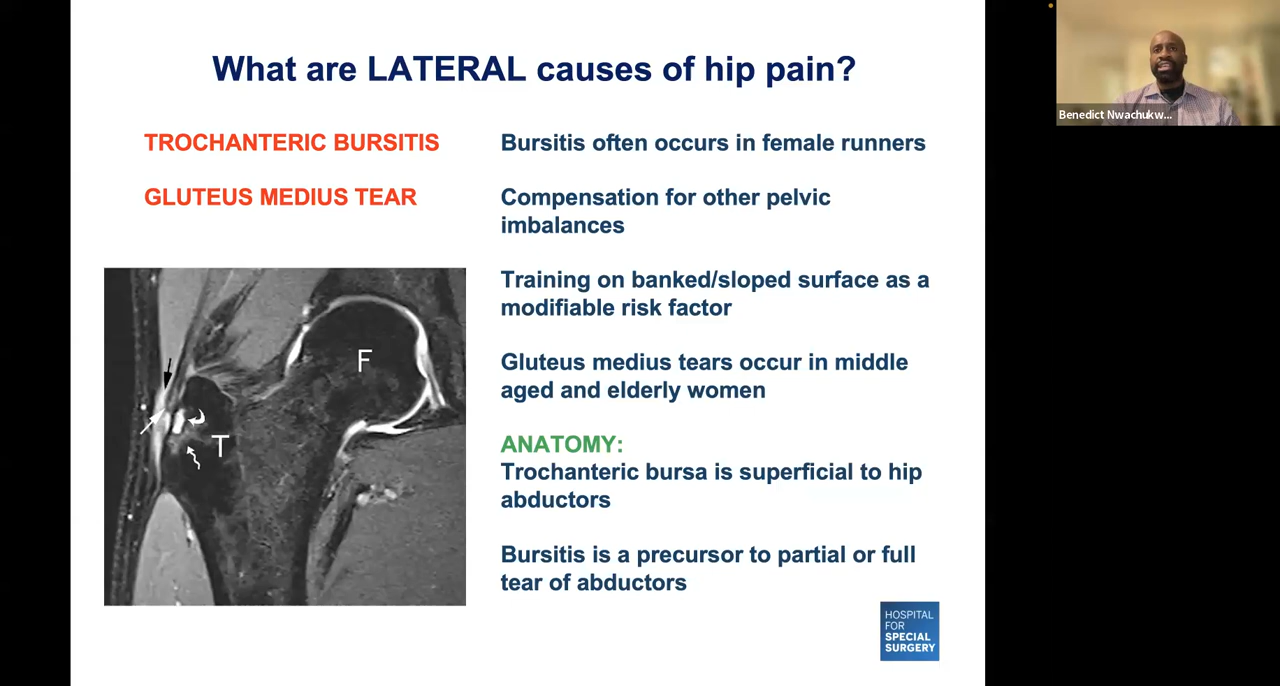 What are LATERAL causes of hip pain?
TROCHANTERIC BURSITIS
GLUTEUS MEDIUS TEAR
F
T
Bursitis often occurs in female runners
Compensation for other pelvic
imbalances
Training on banked/sloped surface as a
modifiable risk factor
Gluteus medius tears occur in middle
aged and elderly women
ANATOMY:
Trochanteric bursa is superficial to hip
abductors
Bursitis is a precursor to partial or full
tear of abductors
HOSPITAL
FOR
SPECIAL
SURGERY
Benedict Nwachukw...